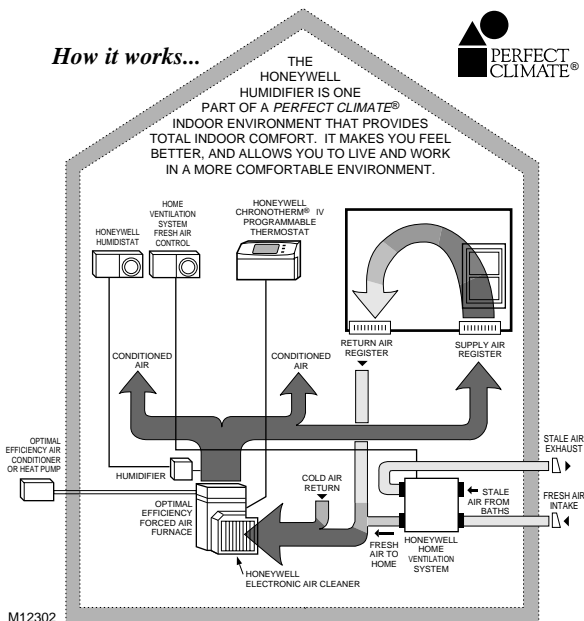 How it works...
PERFECT
CLIMATE®
THE
HONEYWELL
HUMIDIFIER IS ONE
PART OF A PERFECT CLIMATE®
INDOOR ENVIRONMENT THAT PROVIDES
TOTAL INDOOR COMFORT. IT MAKES YOU FEEL
BETTER, AND ALLOWS YOU TO LIVE AND WORK
IN A MORE COMFORTABLE ENVIRONMENT.
HONEYWELL
HUMIDISTAT
HOME
VENTILATION
SYSTEM
FRESH AIR
CONTROL
HONEYWELL
CHRONOTHERM® IV
PROGRAMMABLE
THERMOSTAT
RETURN AIR
REGISTER
SUPPLY AIR
REGISTER
CONDITIONED
AIR
CONDITIONED
AIR
OPTIMAL
EFFICIENCY AIR
CONDITIONER
OR HEAT PUMP
HUMIDIFIER
OPTIMAL
EFFICIENCY
FORCED AIR
FURNACE
COLD AIR
RETURN
STALE AIR
EXHAUST
STALE
AIR FROM
BATHS
FRESH AIR
INTAKE
FRESH
AIR TO
HOME
HONEYWELL
HOME
VENTILATION
SYSTEM
HONEYWELL
ELECTRONIC AIR CLEANER
M12302